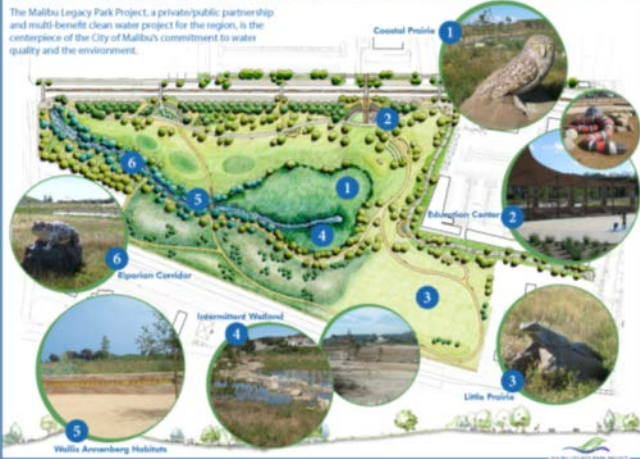 The Malibu Legacy Park Project, a private/public partnership
and multi-benefit clean water project for the region, is the
centerpiece of the City of Malibu's commitment to water
quality and the environment.
Coastal Prairie 1
2
6
1
5
Education Center 2
4
6
Riparian Corridor
3
Intermittent Wetland
4
3
Little Prairie
5
Wallis Annenberg Habitats